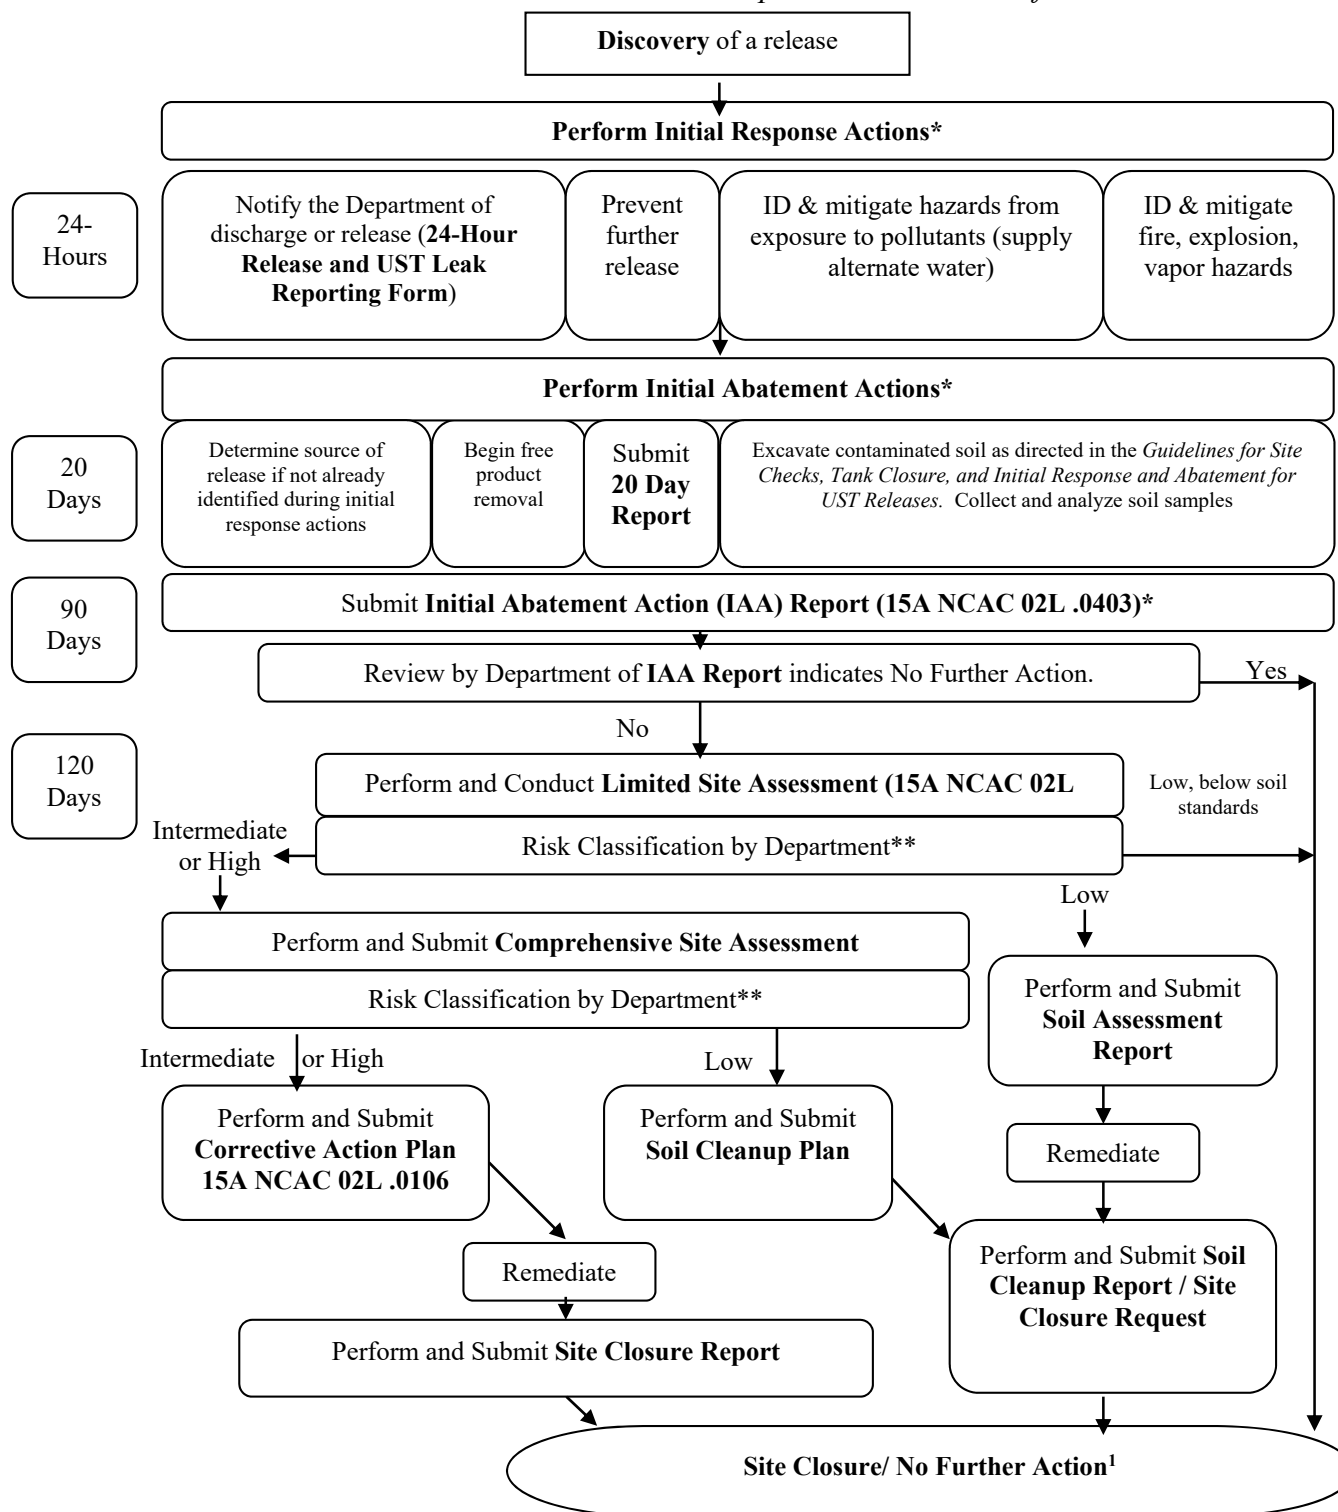 Discovery of a release
Perform Initial Response Actions*
24-
Hours
Notify the Department of
discharge or release (24-Hour
Release and UST Leak
Reporting Form)
Prevent
further
release
ID & mitigate hazards from
exposure to pollutants (supply
alternate water)
ID & mitigate
fire, explosion,
vapor hazards
Perform Initial Abatement Actions*
20
Days
Determine source of
release if not already
identified during initial
response actions
Begin free
product
removal
Submit
20 Day
Report
Excavate contaminated soil as directed in the Guidelines for Site
Checks, Tank Closure, and Initial Response and Abatement for
UST Releases. Collect and analyze soil samples
90
Days
Submit Initial Abatement Action (IAA) Report (15A NCAC 02L .0403)*
Review by Department of IAA Report indicates No Further Action.
Yes
No
120
Days
Perform and Conduct Limited Site Assessment (15A NCAC 02L
Low, below soil
standards
Intermediate
or High
Risk Classification by Department**
Low
Perform and Submit Comprehensive Site Assessment
Risk Classification by Department**
Perform and Submit
Soil Assessment
Report
Intermediate or High
Low
Perform and Submit
Corrective Action Plan
15A NCAC 02L .0106
Perform and Submit
Soil Cleanup Plan
Remediate
Remediate
Perform and Submit Soil
Cleanup Report / Site
Closure Request
Perform and Submit Site Closure Report
Site Closure/ No Further Action¹